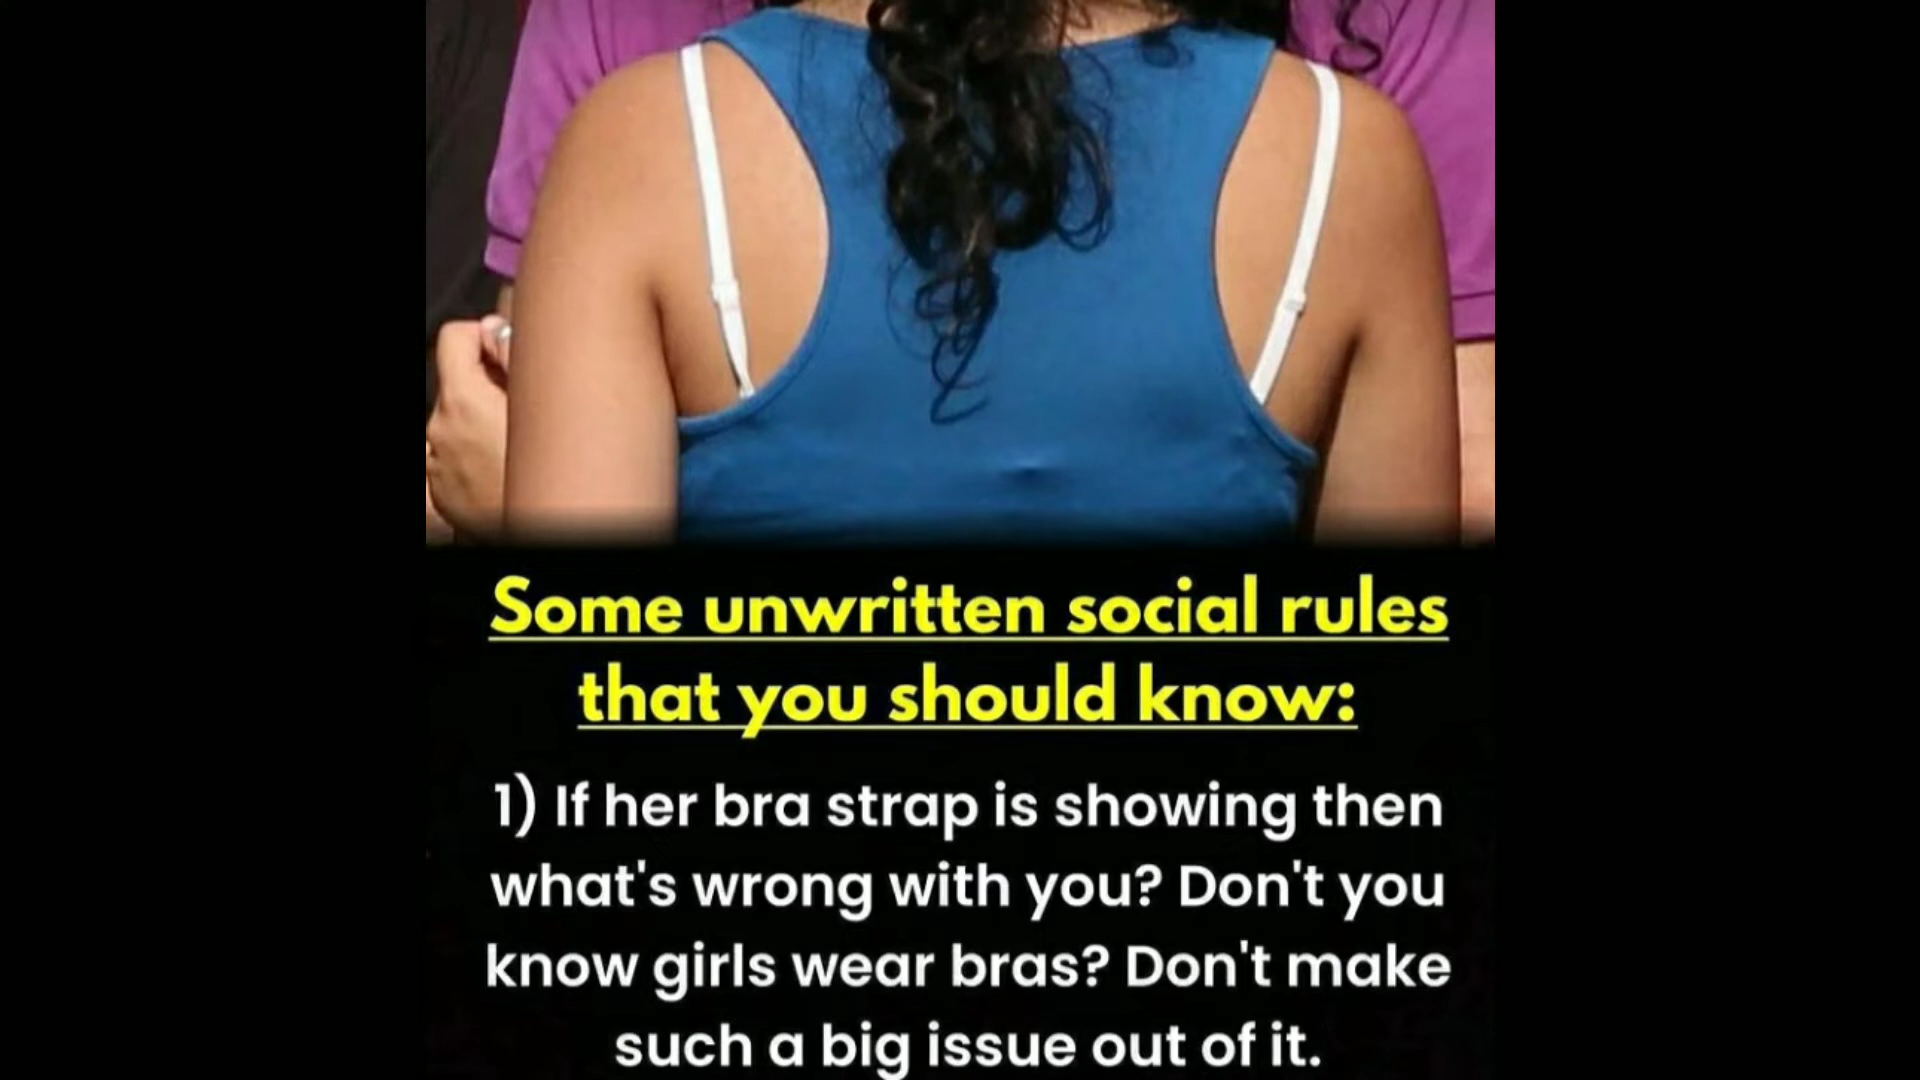 Some unwritten social rules
that you should know:
1) If her bra strap is showing then
what's wrong with you? Don't you
know girls wear bras? Don't make
such a big issue out of it.